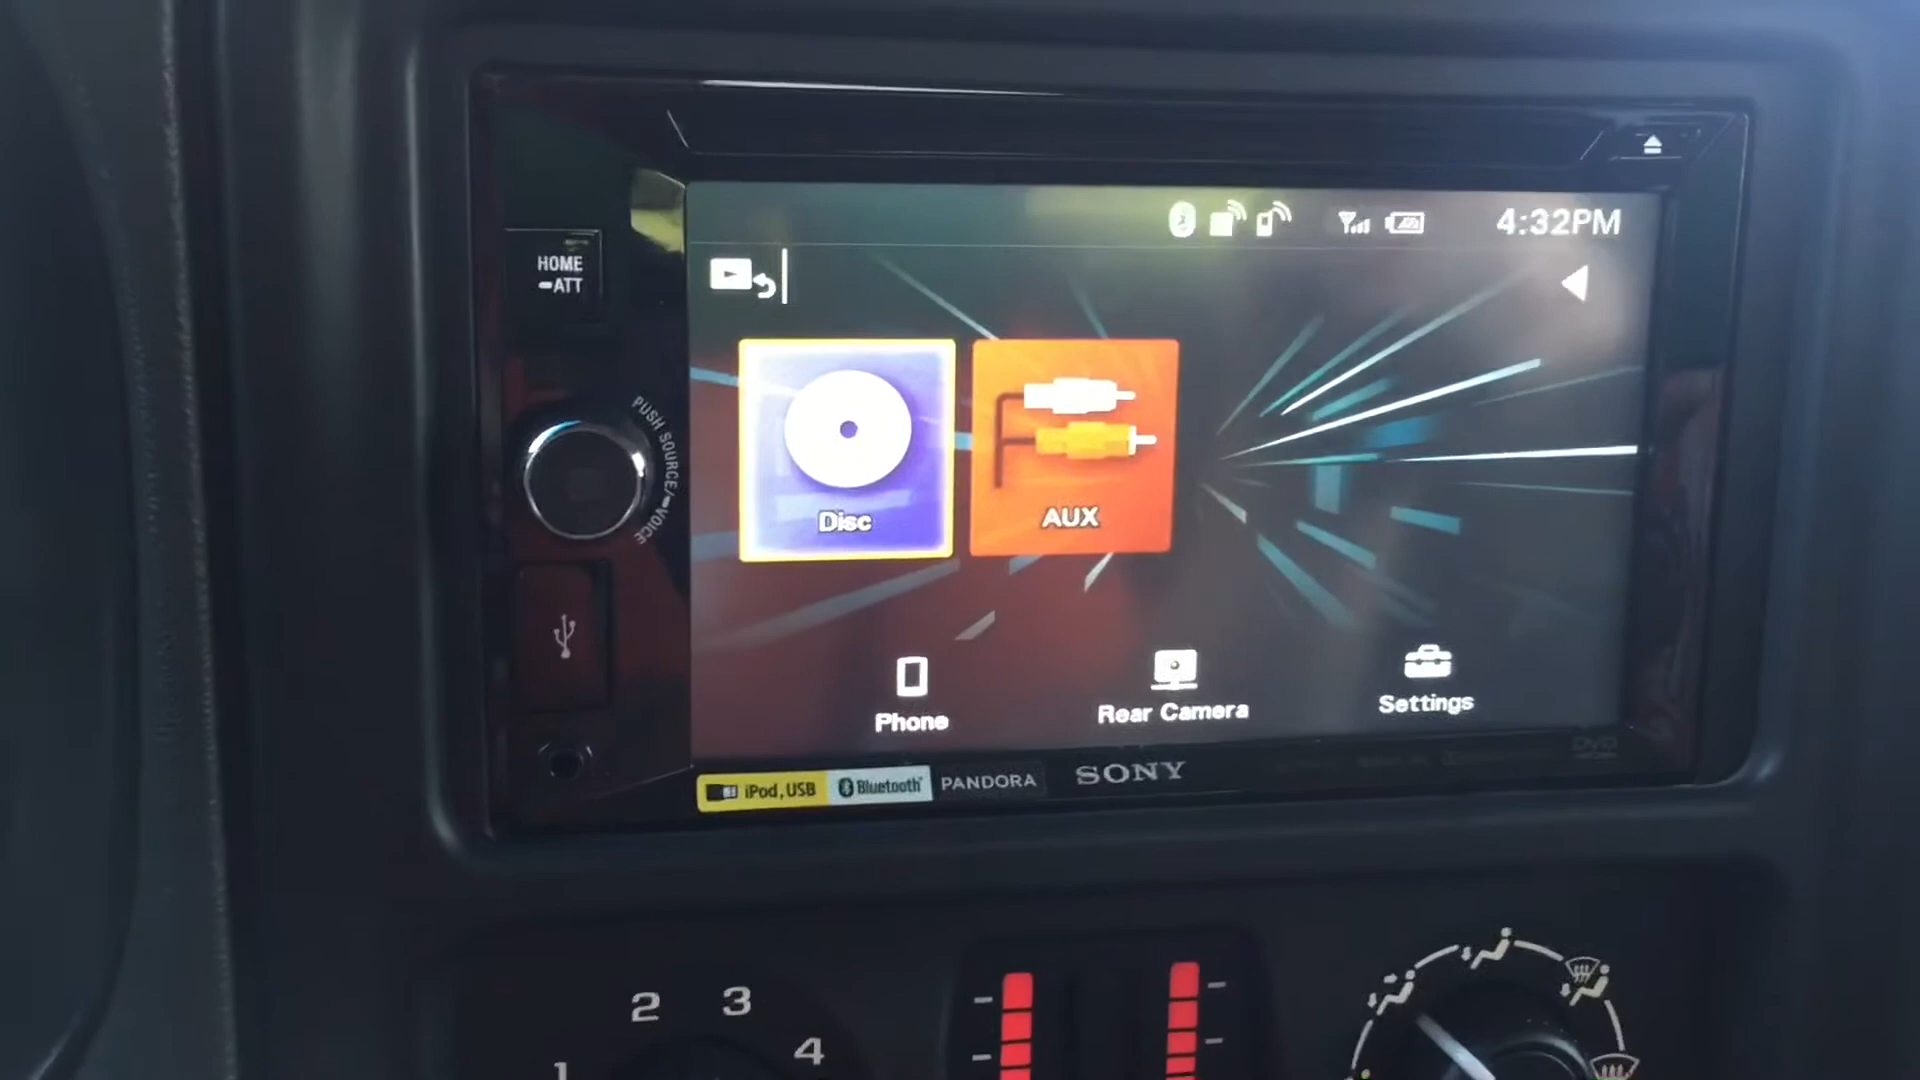 4:32PM
HOME
ATT
PUSH SOURCE/ VOICE
Disc
AUX
Phone
Rear Camera
Settings
iPod, USB
Bluetooth
PANDORA
SONY
DVD
1
2
3
4